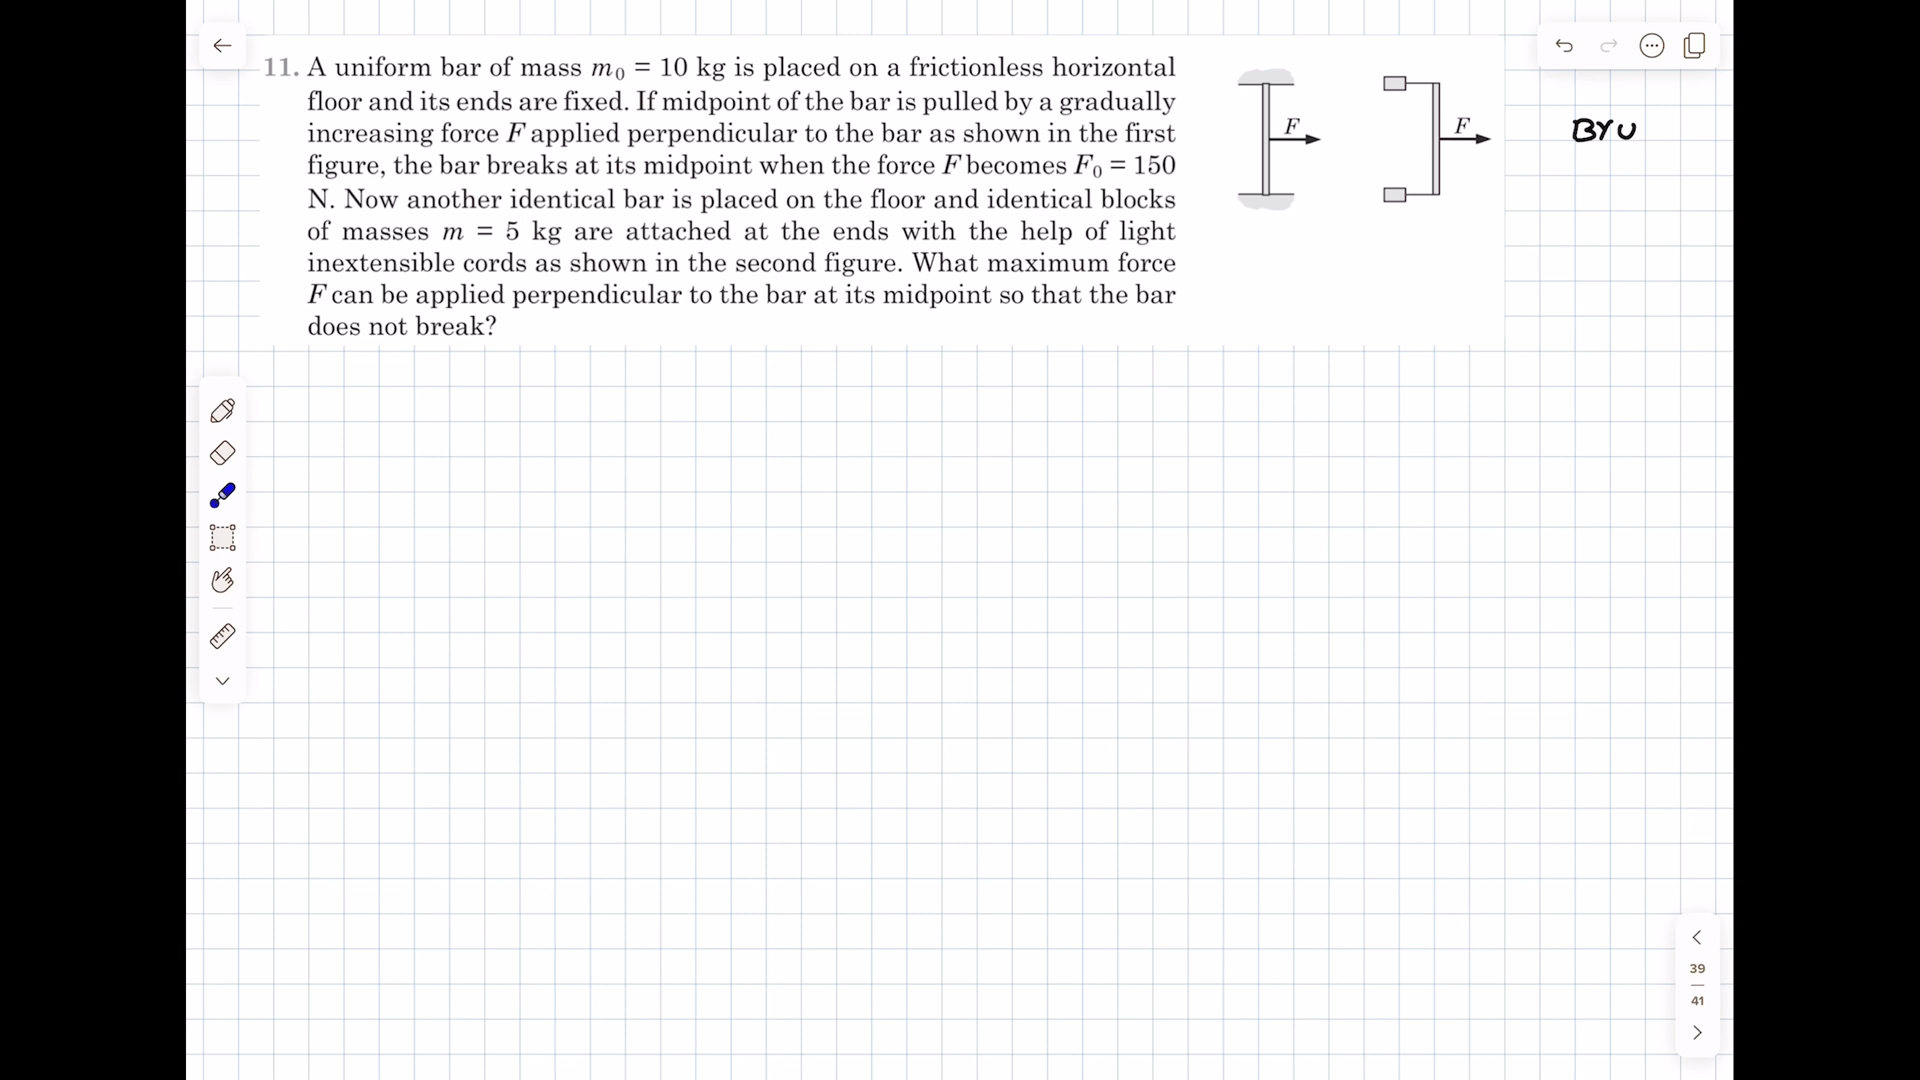 11. A uniform bar of mass m₀ = 10 kg is placed on a frictionless horizontal
floor and its ends are fixed. If midpoint of the bar is pulled by a gradually
increasing force F applied perpendicular to the bar as shown in the first
figure, the bar breaks at its midpoint when the force F becomes F₀ = 150
N. Now another identical bar is placed on the floor and identical blocks
of masses m = 5 kg are attached at the ends with the help of light
inextensible cords as shown in the second figure. What maximum force
F can be applied perpendicular to the bar at its midpoint so that the bar
does not break?
F
F
BYU
39
41